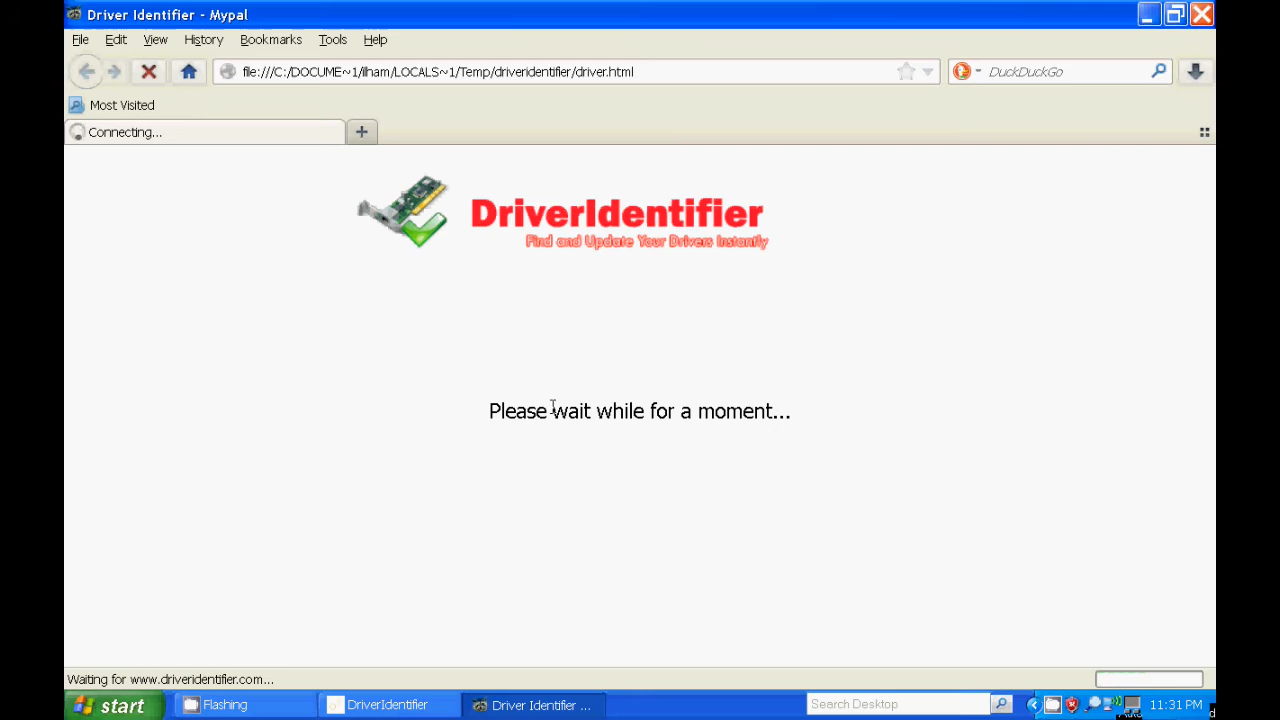 Driver Identifier - Mypal
File Edit View History Bookmarks Tools Help
file:///C:/DOCUME~1/ilham/LOCALS~1/Temp/driveridentifier/driver.html
DuckDuckGo
Most Visited
Connecting...
DriverIdentifier
Find and Update Your Drivers Instantly
Please wait while for a moment...
Waiting for www.driveridentifier.com...
start Flashing DriverIdentifier Driver Identifier ... Search Desktop 11:31 PM